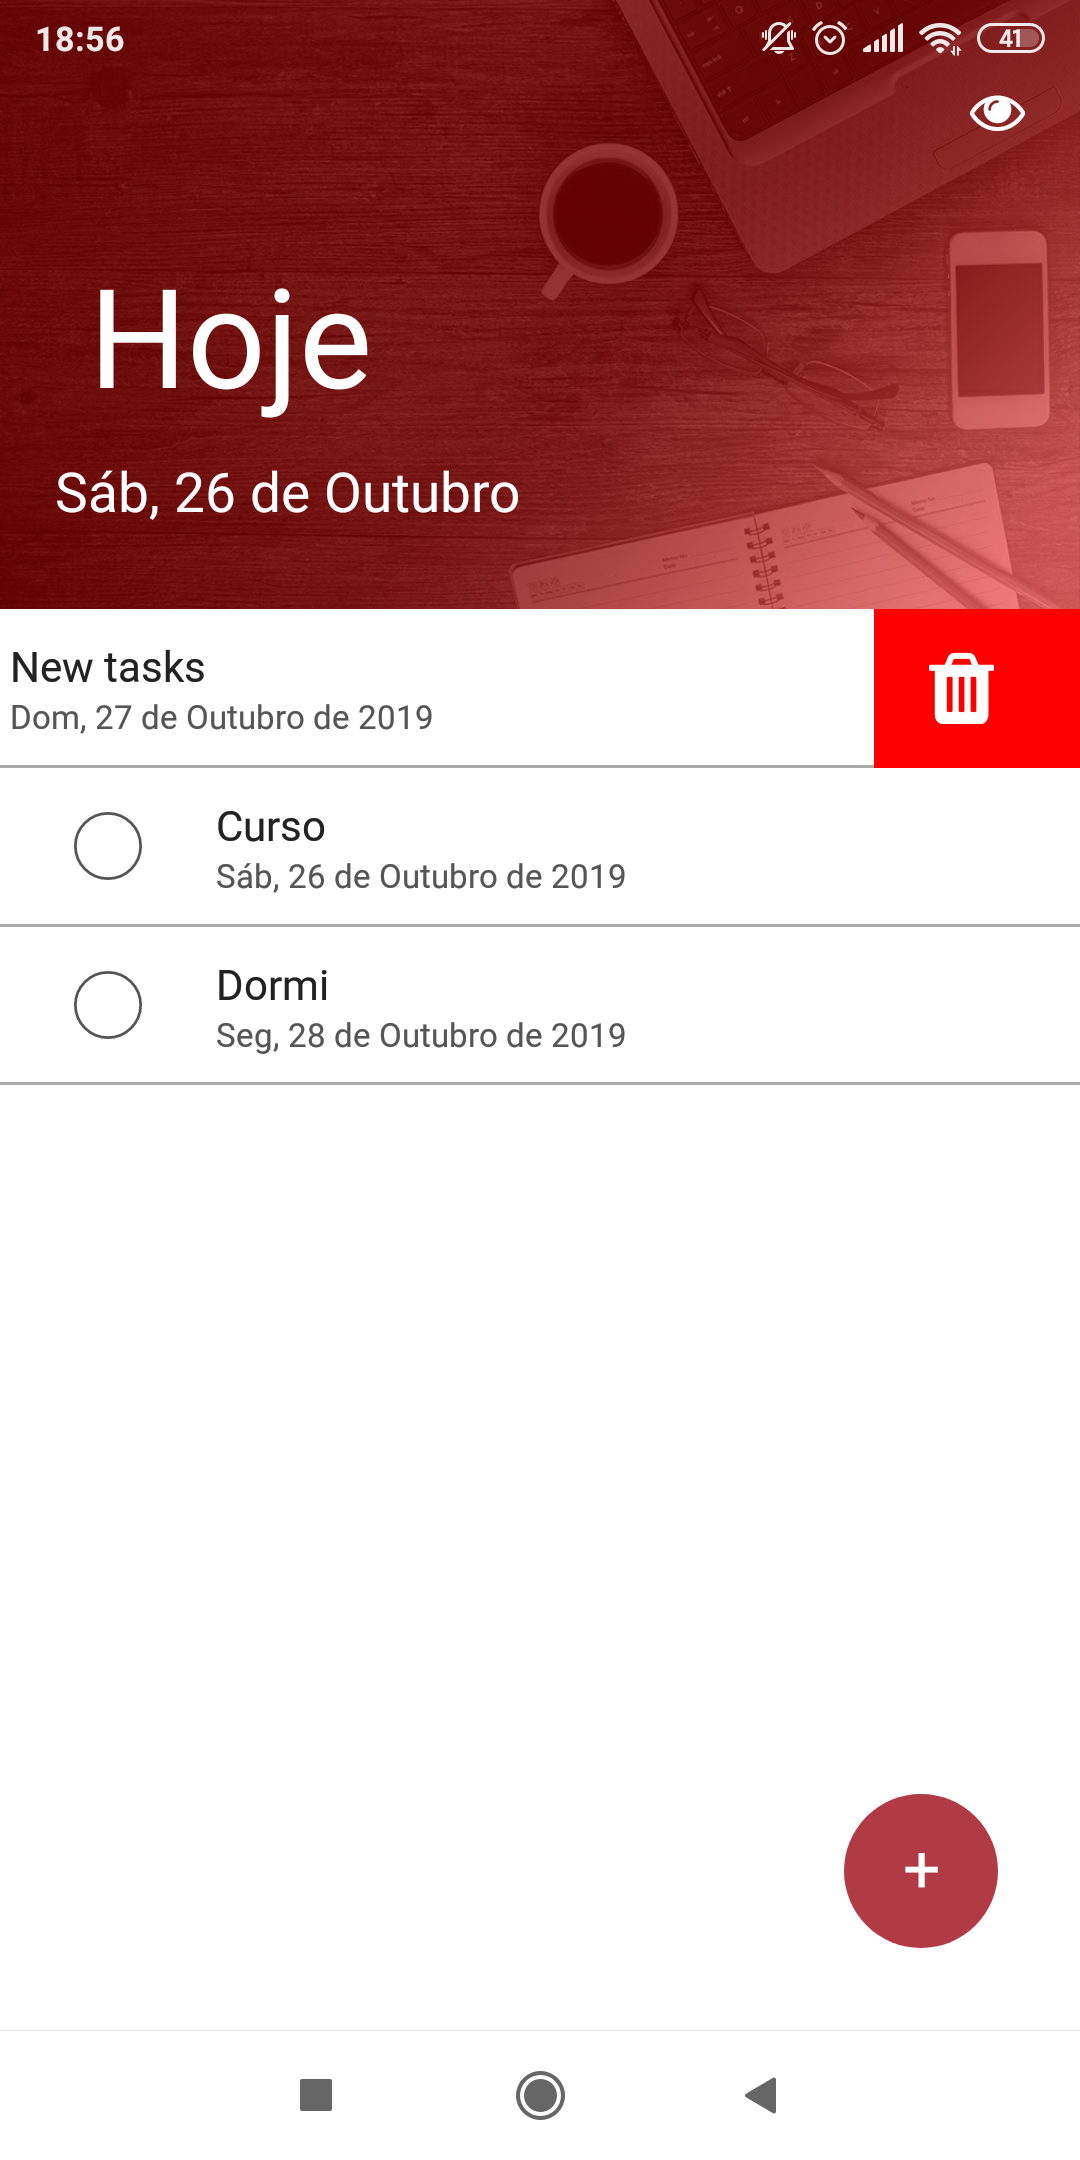 18:56
41
Hoje
Sáb, 26 de Outubro
New tasks
Dom, 27 de Outubro de 2019
Curso
Sáb, 26 de Outubro de 2019
Dormi
Seg, 28 de Outubro de 2019
+